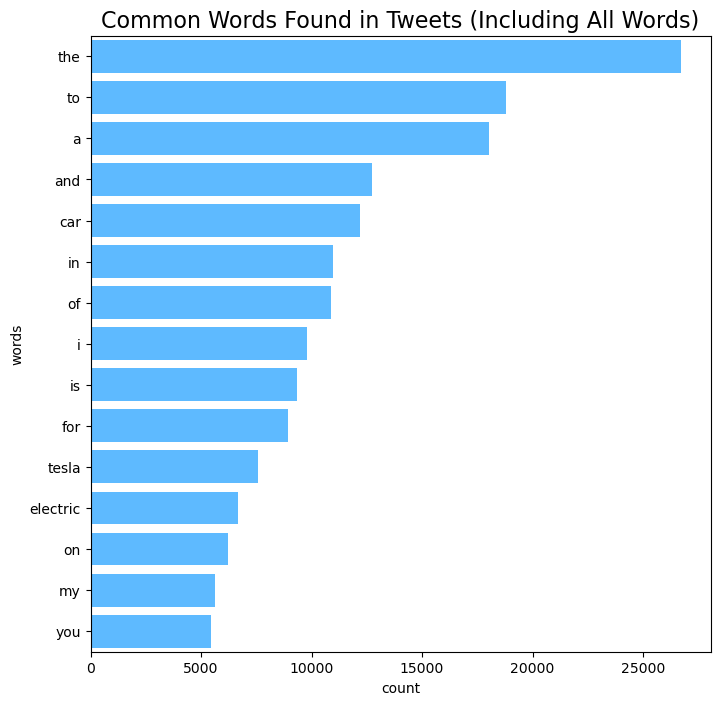 Common Words Found in Tweets (Including All Words)
the
to
a
and
car
in
of
i
is
for
tesla
electric
on
my
you
words
0 5000 10000 15000 20000 25000
count